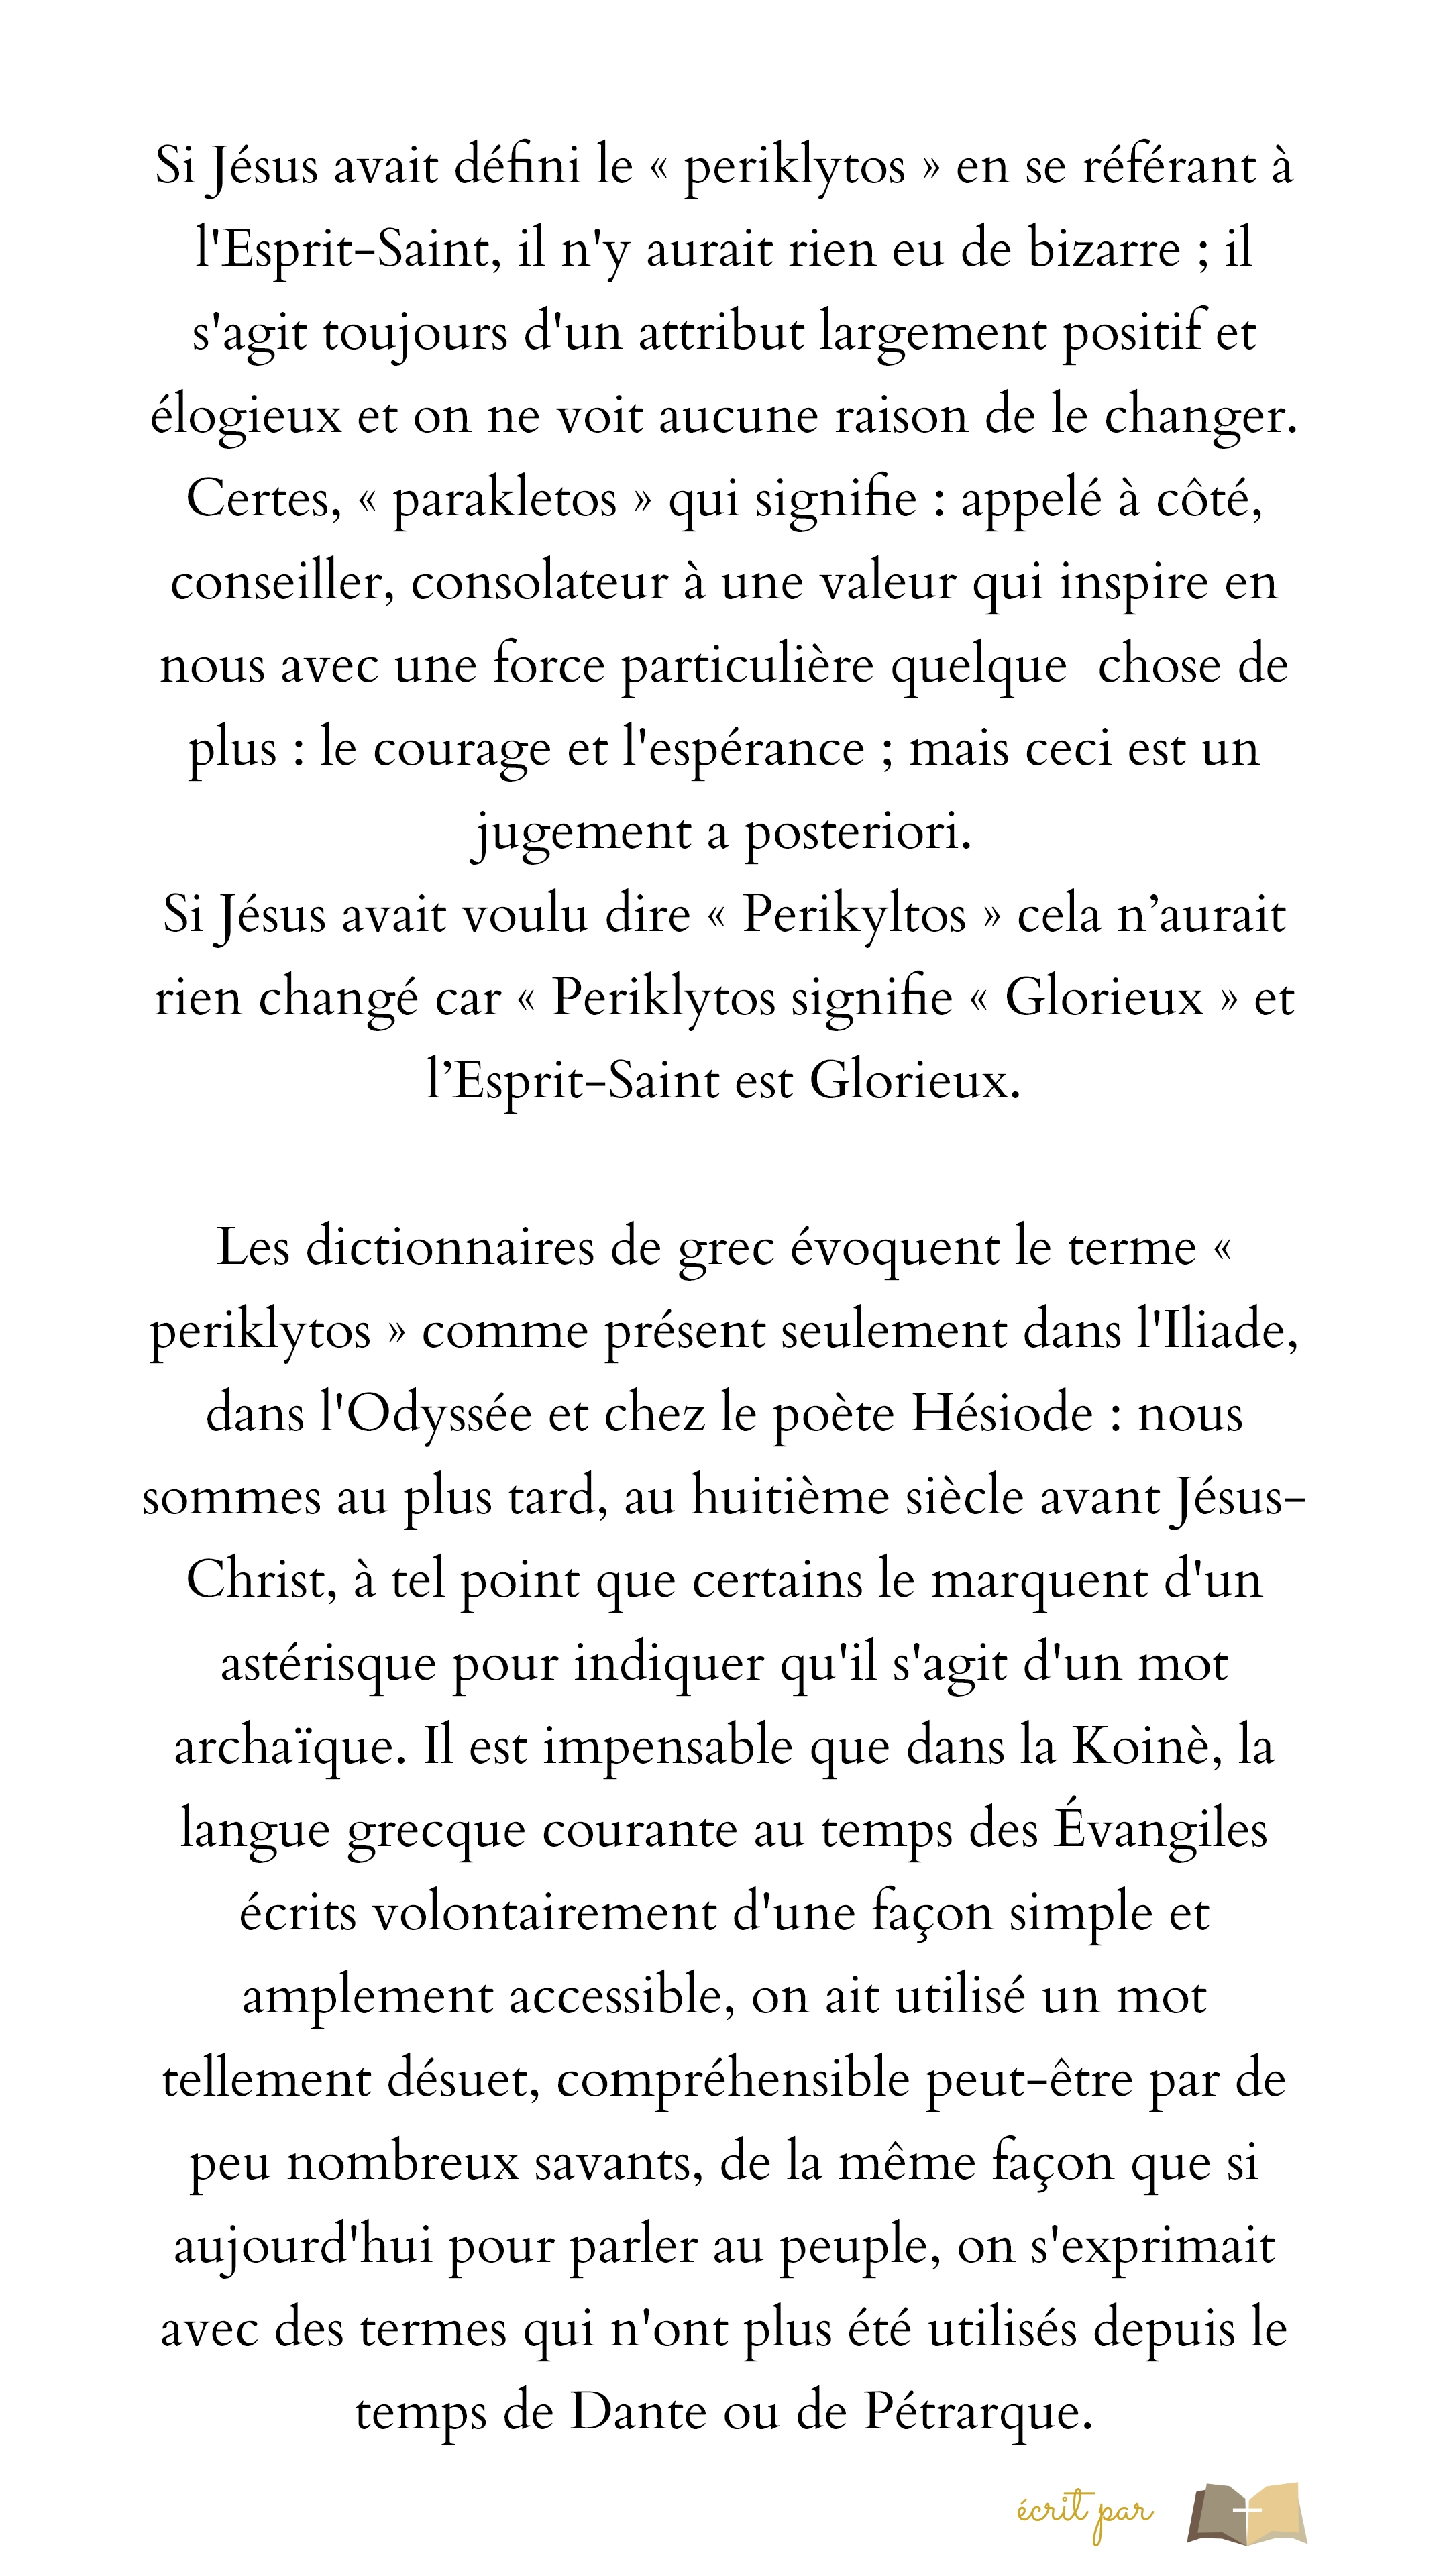 Si Jésus avait défini le « periklytos » en se référant à
l'Esprit-Saint, il n'y aurait rien eu de bizarre ; il
s'agit toujours d'un attribut largement positif et
élogieux et on ne voit aucune raison de le changer.
Certes, « parakletos » qui signifie : appelé à côté,
conseiller, consolateur à une valeur qui inspire en
nous avec une force particulière quelque  chose de
plus : le courage et l'espérance ; mais ceci est un
jugement a posteriori.
Si Jésus avait voulu dire « Perikyltos » cela n’aurait
rien changé car « Periklytos signifie « Glorieux » et
l’Esprit-Saint est Glorieux.
Les dictionnaires de grec évoquent le terme «
periklytos » comme présent seulement dans l'Iliade,
dans l'Odyssée et chez le poète Hésiode : nous
sommes au plus tard, au huitième siècle avant Jésus-
Christ, à tel point que certains le marquent d'un
astérisque pour indiquer qu'il s'agit d'un mot
archaïque. Il est impensable que dans la Koinè, la
langue grecque courante au temps des Évangiles
écrits volontairement d'une façon simple et
amplement accessible, on ait utilisé un mot
tellement désuet, compréhensible peut-être par de
peu nombreux savants, de la même façon que si
aujourd'hui pour parler au peuple, on s'exprimait
avec des termes qui n'ont plus été utilisés depuis le
temps de Dante ou de Pétrarque.
écrit par